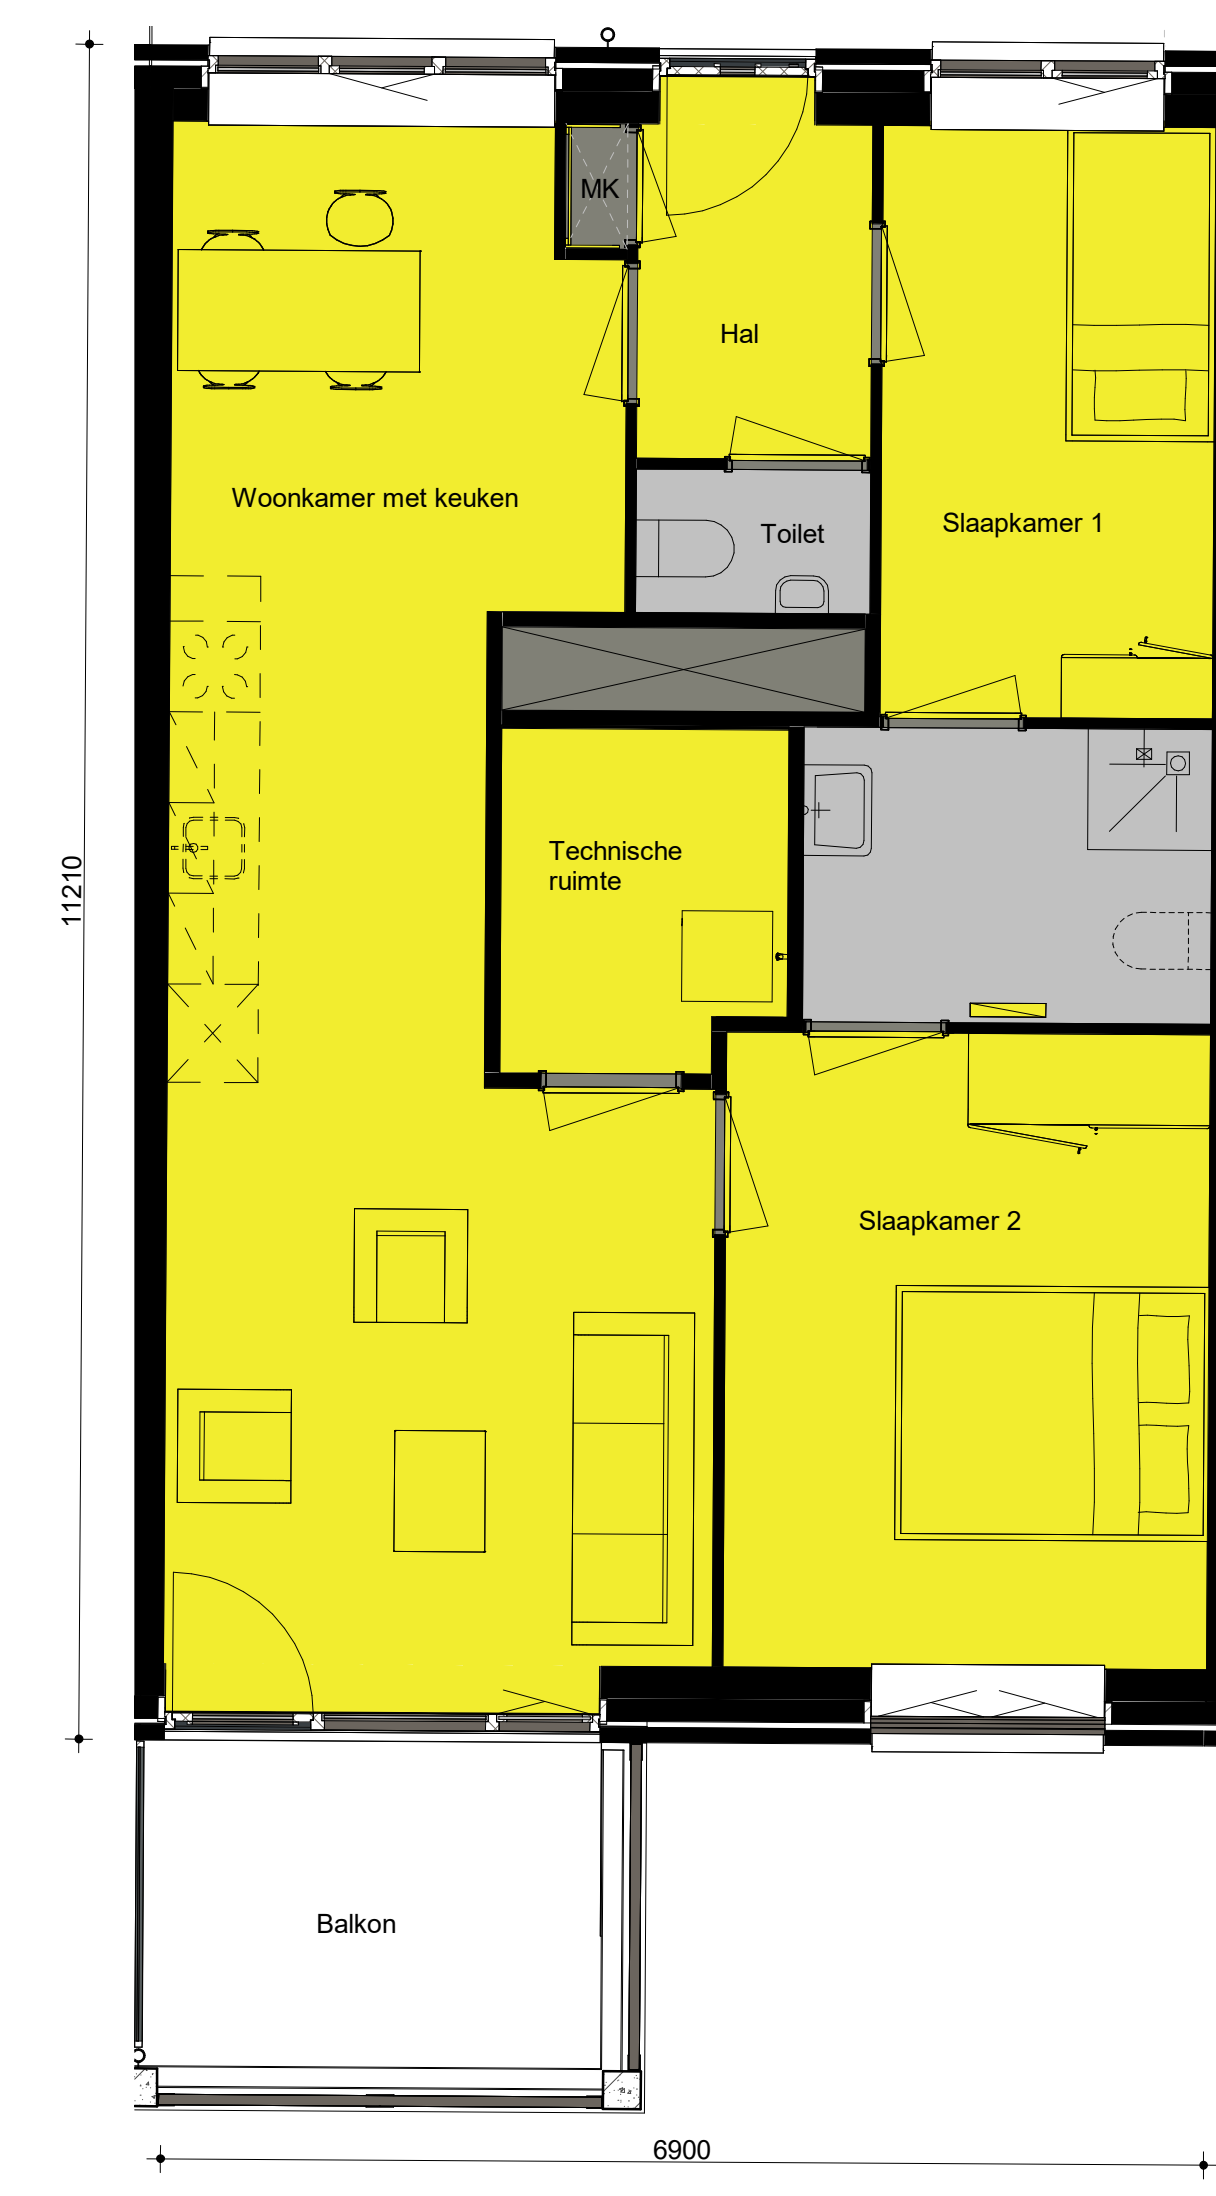 MK
Hal
Woonkamer met keuken
Slaapkamer 1
Toilet
Technische
ruimte
11210
Slaapkamer 2
Balkon
6900